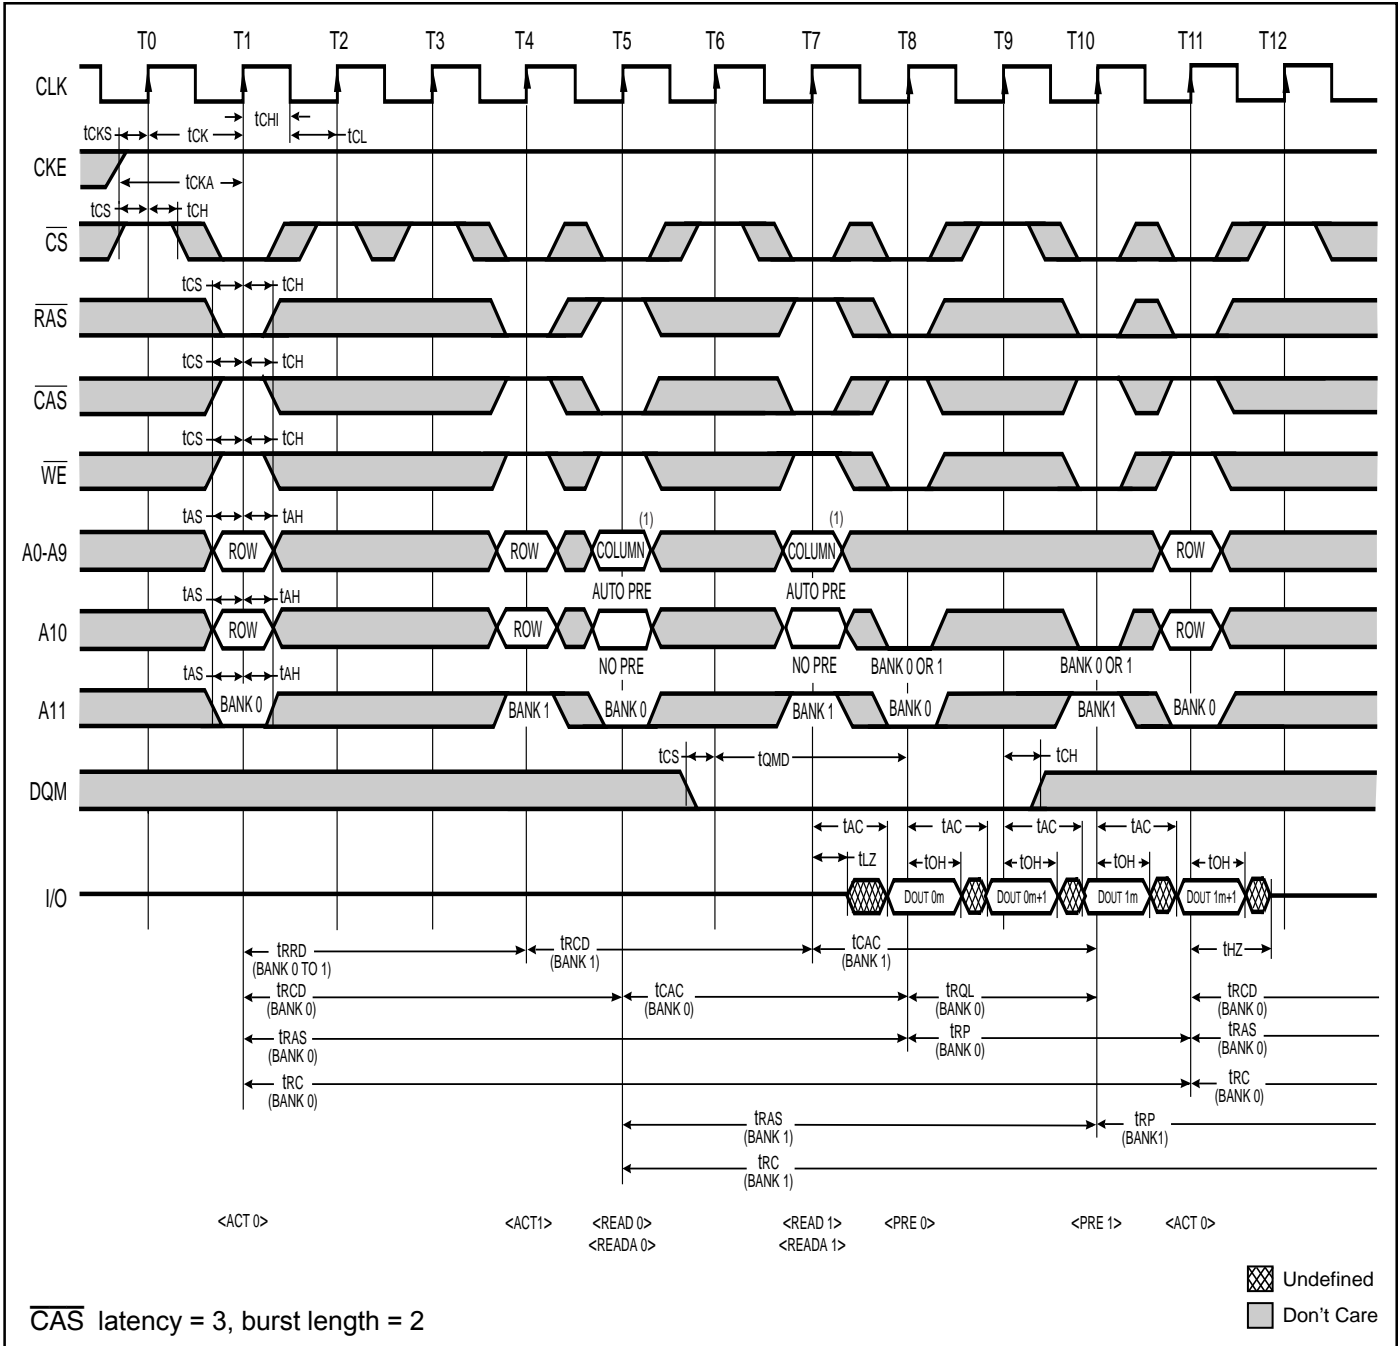 T0 T1 T2 T3 T4 T5 T6 T7 T8 T9 T10 T11 T12
CLK
tCHI
tCKS tCK tCL
CKE
tCKA
tCS tCH
CS
tCS tCH
RAS
tCS tCH
CAS
tCS tCH
WE
tAS tAH (1) (1)
A0-A9 ROW ROW COLUMN COLUMN ROW
AUTO PRE AUTO PRE
tAS tAH
A10 ROW ROW ROW
NO PRE NO PRE BANK 0 OR 1 BANK 0 OR 1
tAS tAH
A11 BANK 0 BANK 1 BANK 0 BANK 1 BANK 0 BANK1 BANK 0
tCS tQMD tCH
DQM
tAC tAC tAC tAC
tLZ tOH tOH tOH tOH
I/O DOUT 0m DOUT 0m+1 DOUT 1m DOUT 1m+1
tRRD tRCD tCAC tHZ
(BANK 0 TO 1) (BANK 1) (BANK 1)
tRCD tCAC tRQL tRCD
(BANK 0) (BANK 0) (BANK 0) (BANK 0)
tRAS tRP tRAS
(BANK 0) (BANK 0) (BANK 0)
tRC tRC
(BANK 0) (BANK 0)
tRAS tRP
(BANK 1) (BANK1)
tRC
(BANK 1)
<ACT 0> <ACT1> <READ 0> <READ 1> <PRE 0> <PRE 1> <ACT 0>
<READA 0> <READA 1>
Undefined
CAS latency = 3, burst length = 2 Don't Care